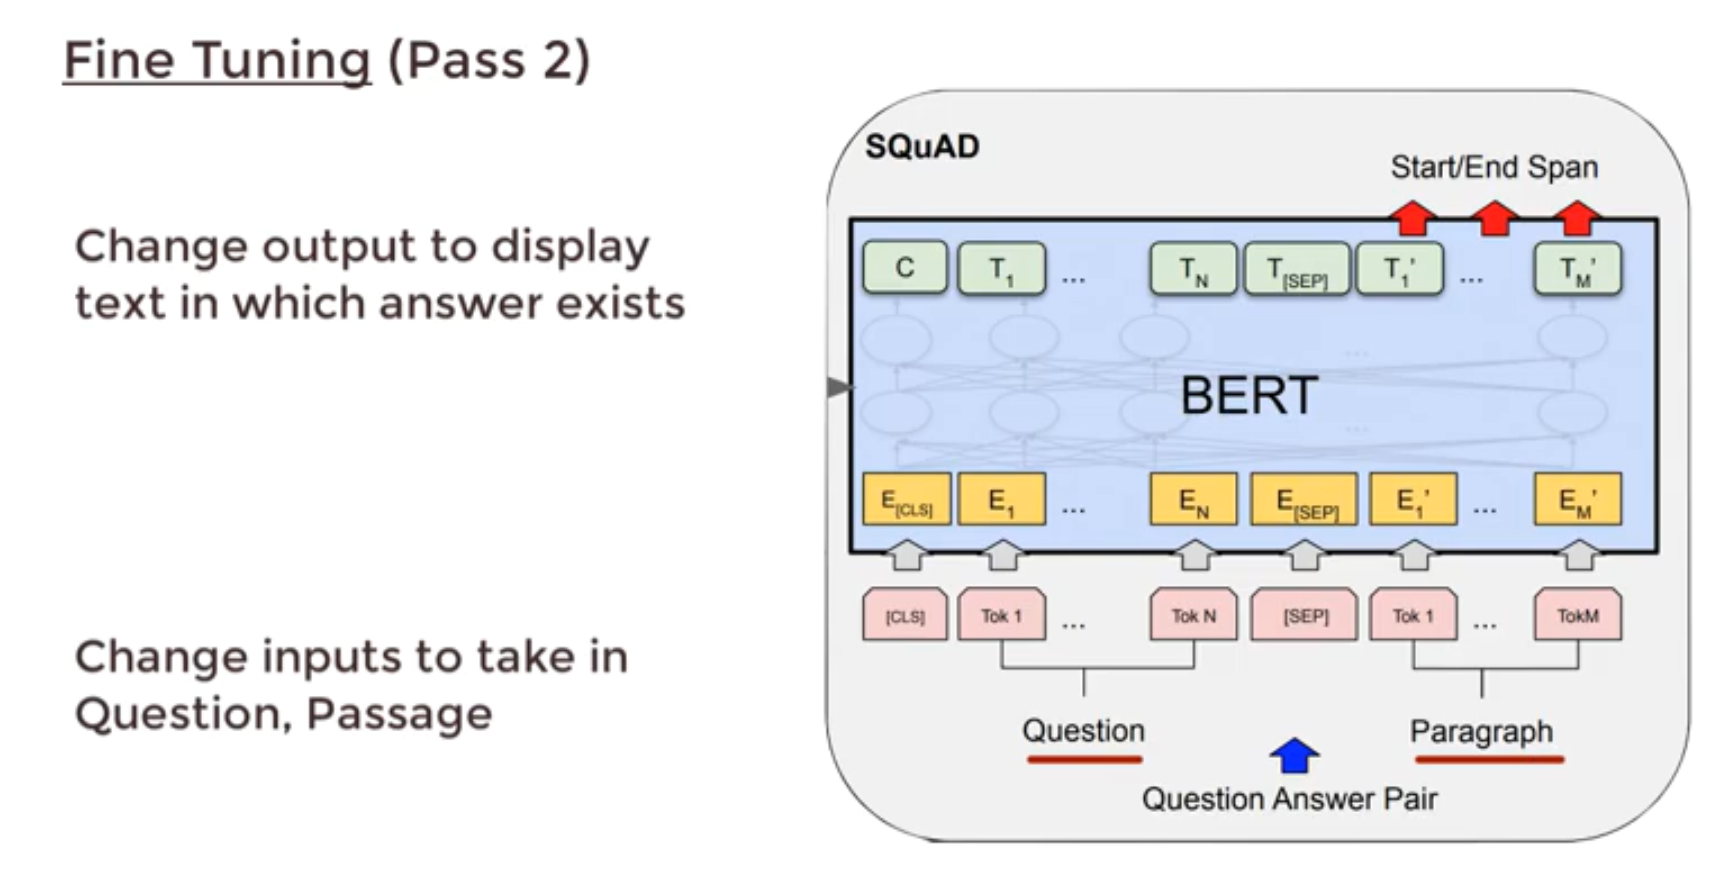 Fine Tuning (Pass 2)
Change output to display
text in which answer exists
Change inputs to take in
Question, Passage
SQuAD
Start/End Span
C T1 ... TN T[SEP] T1' ... TM'
...
BERT
...
E[CLS] E1 ... EN E[SEP] E1' ... EM'
[CLS] Tok 1 ... Tok N [SEP] Tok 1 ... TokM
Question Paragraph
Question Answer Pair